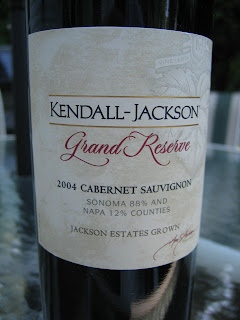 KENDALL-JACKSON
Grand Reserve
2004 CABERNET SAUVIGNON
SONOMA 88% AND
NAPA 12% COUNTIES
JACKSON ESTATES GROWN